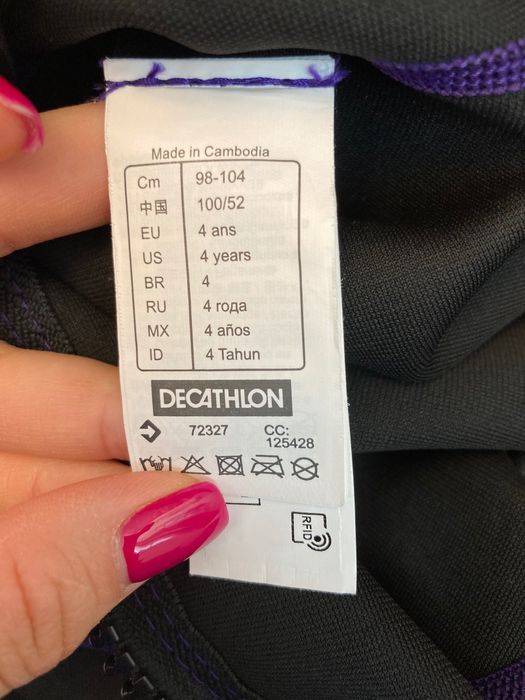 Made in Cambodia
Cm 98-104
中国 100/52
EU 4 ans
US 4 years
BR 4
RU 4 года
MX 4 años
ID 4 Tahun
DECATHLON
72327 CC:
125428
RFID